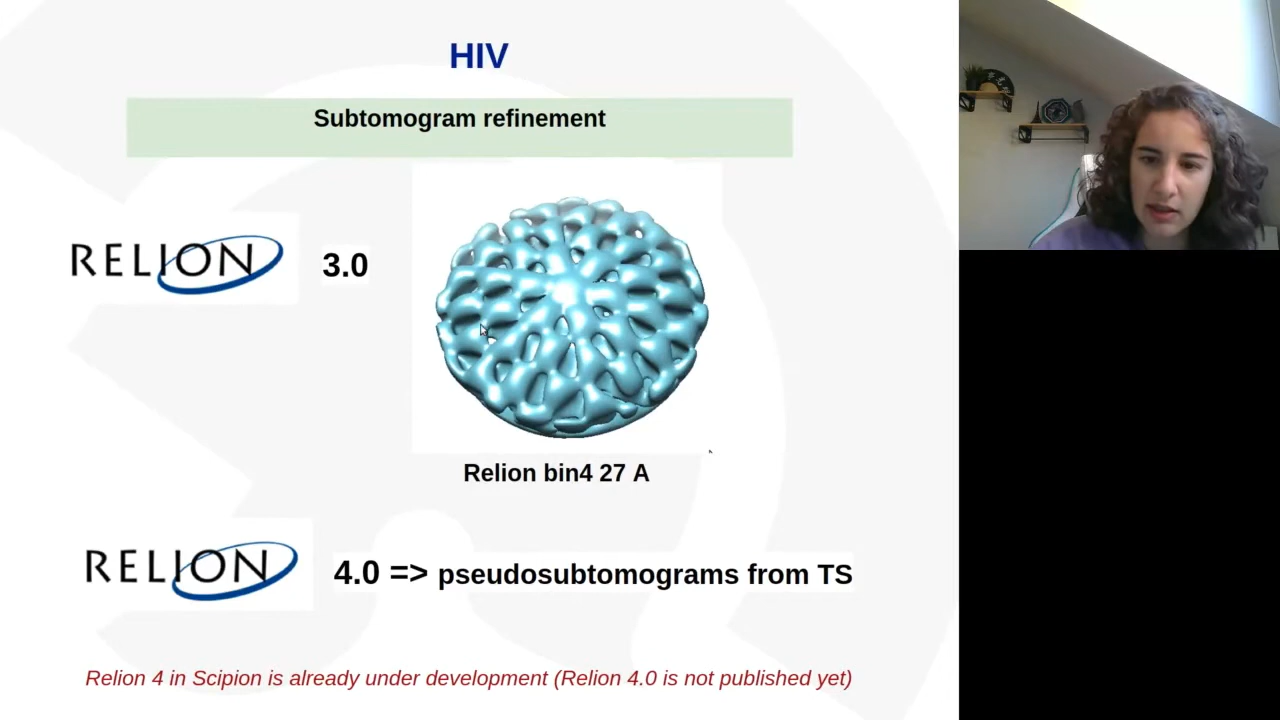 HIV
Subtomogram refinement
RELION 3.0
Relion bin4 27 A
RELION 4.0 => pseudosubtomograms from TS
Relion 4 in Scipion is already under development (Relion 4.0 is not published yet)